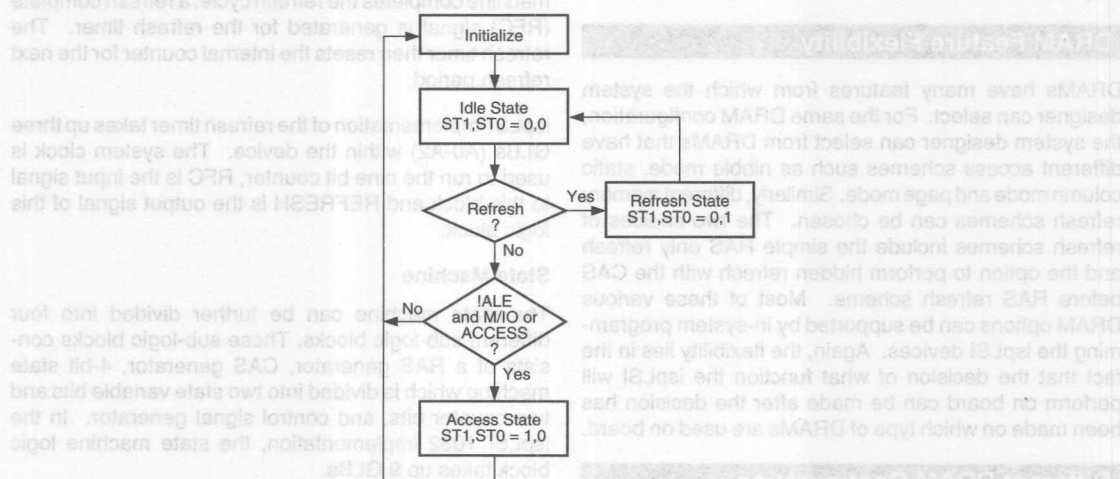 Initialize
Idle State
ST1,ST0 = 0,0
Refresh
?
Yes
Refresh State
ST1,ST0 = 0,1
No
!ALE
and M/IO or
ACCESS
?
No
Yes
Access State
ST1,ST0 = 1,0
DRAM Feature Flexibility
DRAMs have many features from which the system
designer can select. For the same DRAM configuration,
the system designer can select from DRAMs that have
different access schemes such as nibble mode, static
column mode and page mode. Similarly, different memory
refresh schemes can be chosen. The
refresh schemes include the simple RAS only refresh
and the option to perform hidden refresh with the CAS
before RAS refresh scheme. Most of these various
DRAM options can be supported by in-system program-
ming the ispLSI devices. Again, the flexibility lies in the
fact that the decision of what function the ispLSI will
perform on board can be made after the decision has
been made on which type of DRAMs are used on board.
machine completes the refresh cycle, a refresh complete
(RFC) signal is generated for the refresh timer. The
refresh timer then resets the internal counter for the next
refresh period.
implementation of the refresh timer takes up three
GLBs (A0-A2) within the device. The system clock is
used to run the nine bit counter, RFC is the input signal
to this block and REFRESH is the output signal of this
logic block.
State Machine
The state machine can be further divided into four
different sub-logic blocks. These sub-logic blocks con-
sist of a RAS generator, CAS generator, 4-bit state
machine which is divided into two state variable bits and
two bits, and control signal generator. In the
implementation, the state machine logic
block takes up 9 GLBs.